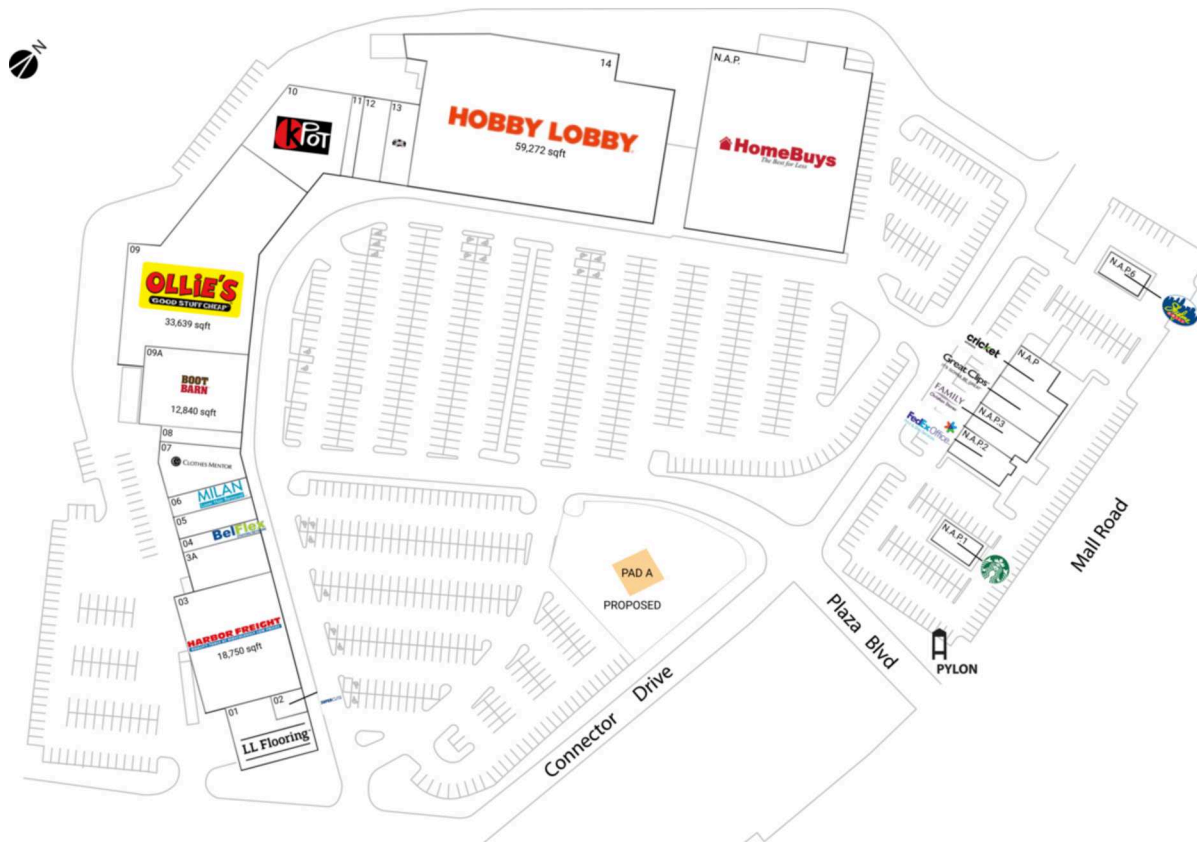 N
14
HOBBY LOBBY
59,272 sqft
N.A.P.
HomeBuys
The Best for Less
10
KPOT
11
12
13
09
OLLIE'S
GOOD STUFF CHEAP
33,639 sqft
09A
BOOT
BARN
12,840 sqft
08
07
CLOTHES MENTOR
06
MILAN
05
04
BelFlex
3A
03
HARBOR FREIGHT
18,750 sqft
02
01
LL Flooring
PAD A
PROPOSED
N.A.P.6
cricket
N.A.P
Great Clips
FAMILY
N.A.P.3
FedEx Office
N.A.P.2
N.A.P.1
Mall Road
Plaza Blvd
PYLON
Connector Drive